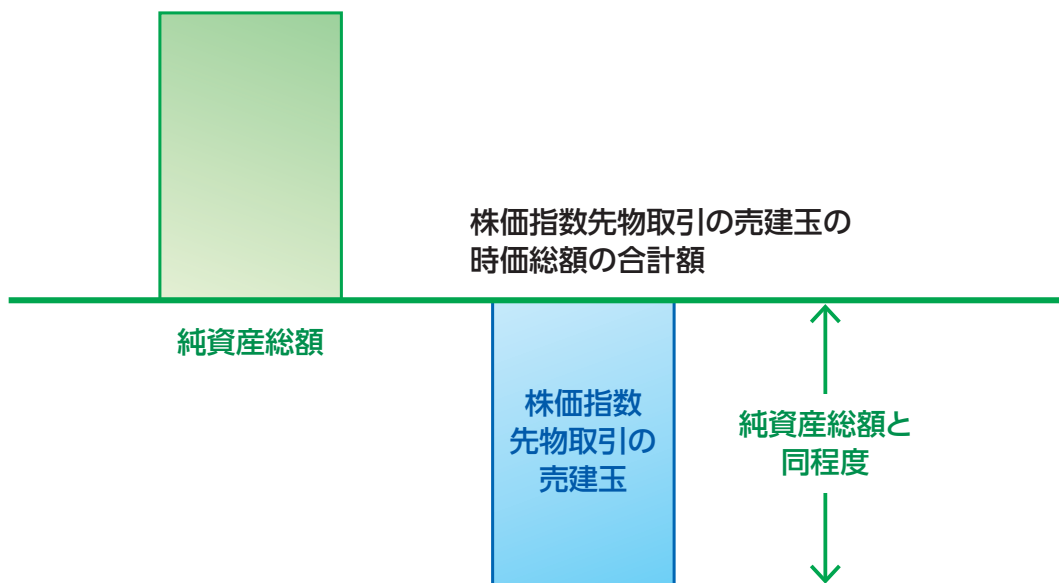 株価指数先物取引の売建玉の
時価総額の合計額
純資産総額
株価指数
先物取引の
売建玉
純資産総額と
同程度